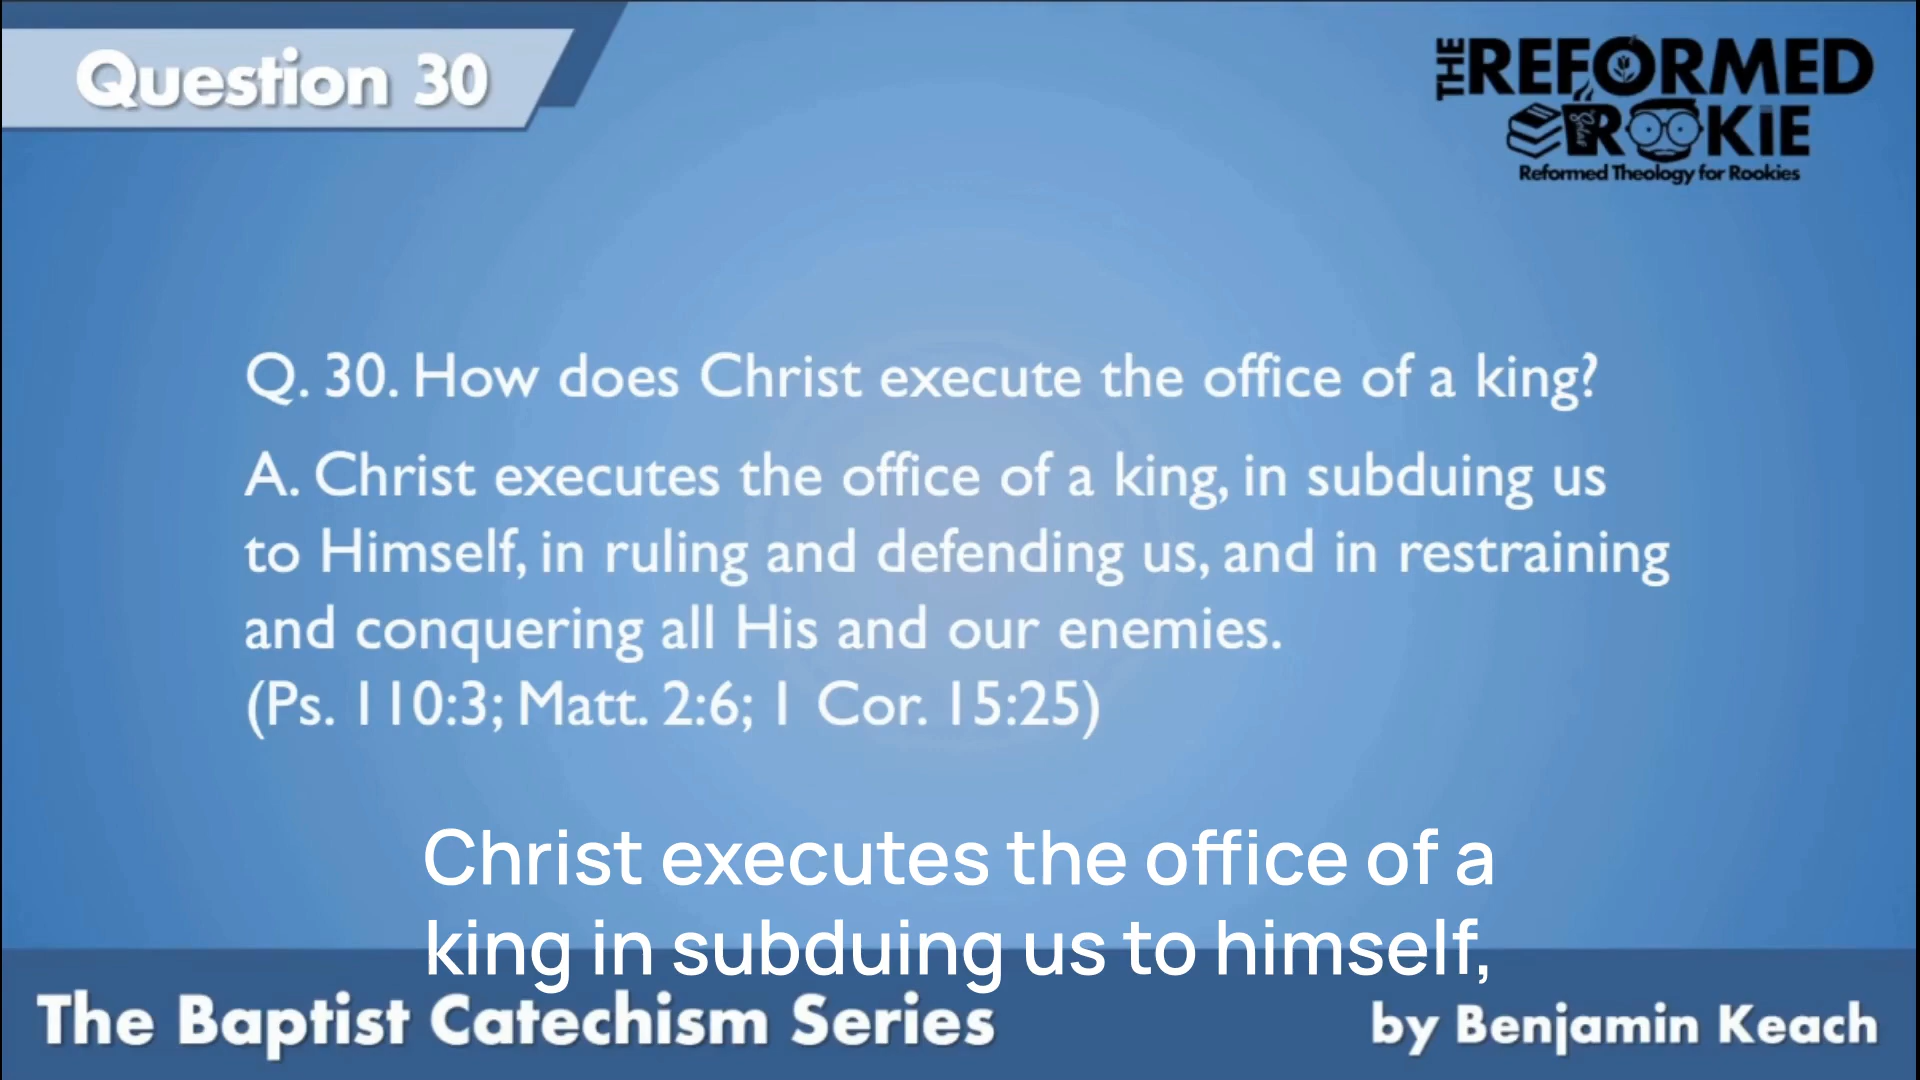 Question 30
THE REFORMED
ROOKIE
Reformed Theology for Rookies
Q. 30. How does Christ execute the office of a king?
A. Christ executes the office of a king, in subduing us
to Himself, in ruling and defending us, and in restraining
and conquering all His and our enemies.
(Ps. 110:3; Matt. 2:6; 1 Cor. 15:25)
Christ executes the office of a
king in subduing us to himself,
The Baptist Catechism Series
by Benjamin Keach